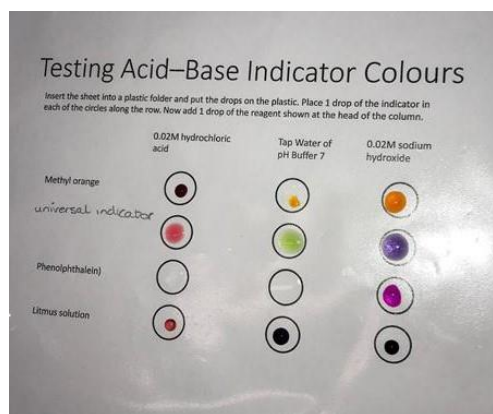 Testing Acid–Base Indicator Colours
Insert the sheet into a plastic folder and put the drops on the plastic. Place 1 drop of the indicator in
each of the circles along the row. Now add 1 drop of the reagent shown at the head of the column.
0.02M hydrochloric
acid
Tap Water of
pH Buffer 7
0.02M sodium
hydroxide
Methyl orange
universal indicator
Phenolphthalein)
Litmus solution